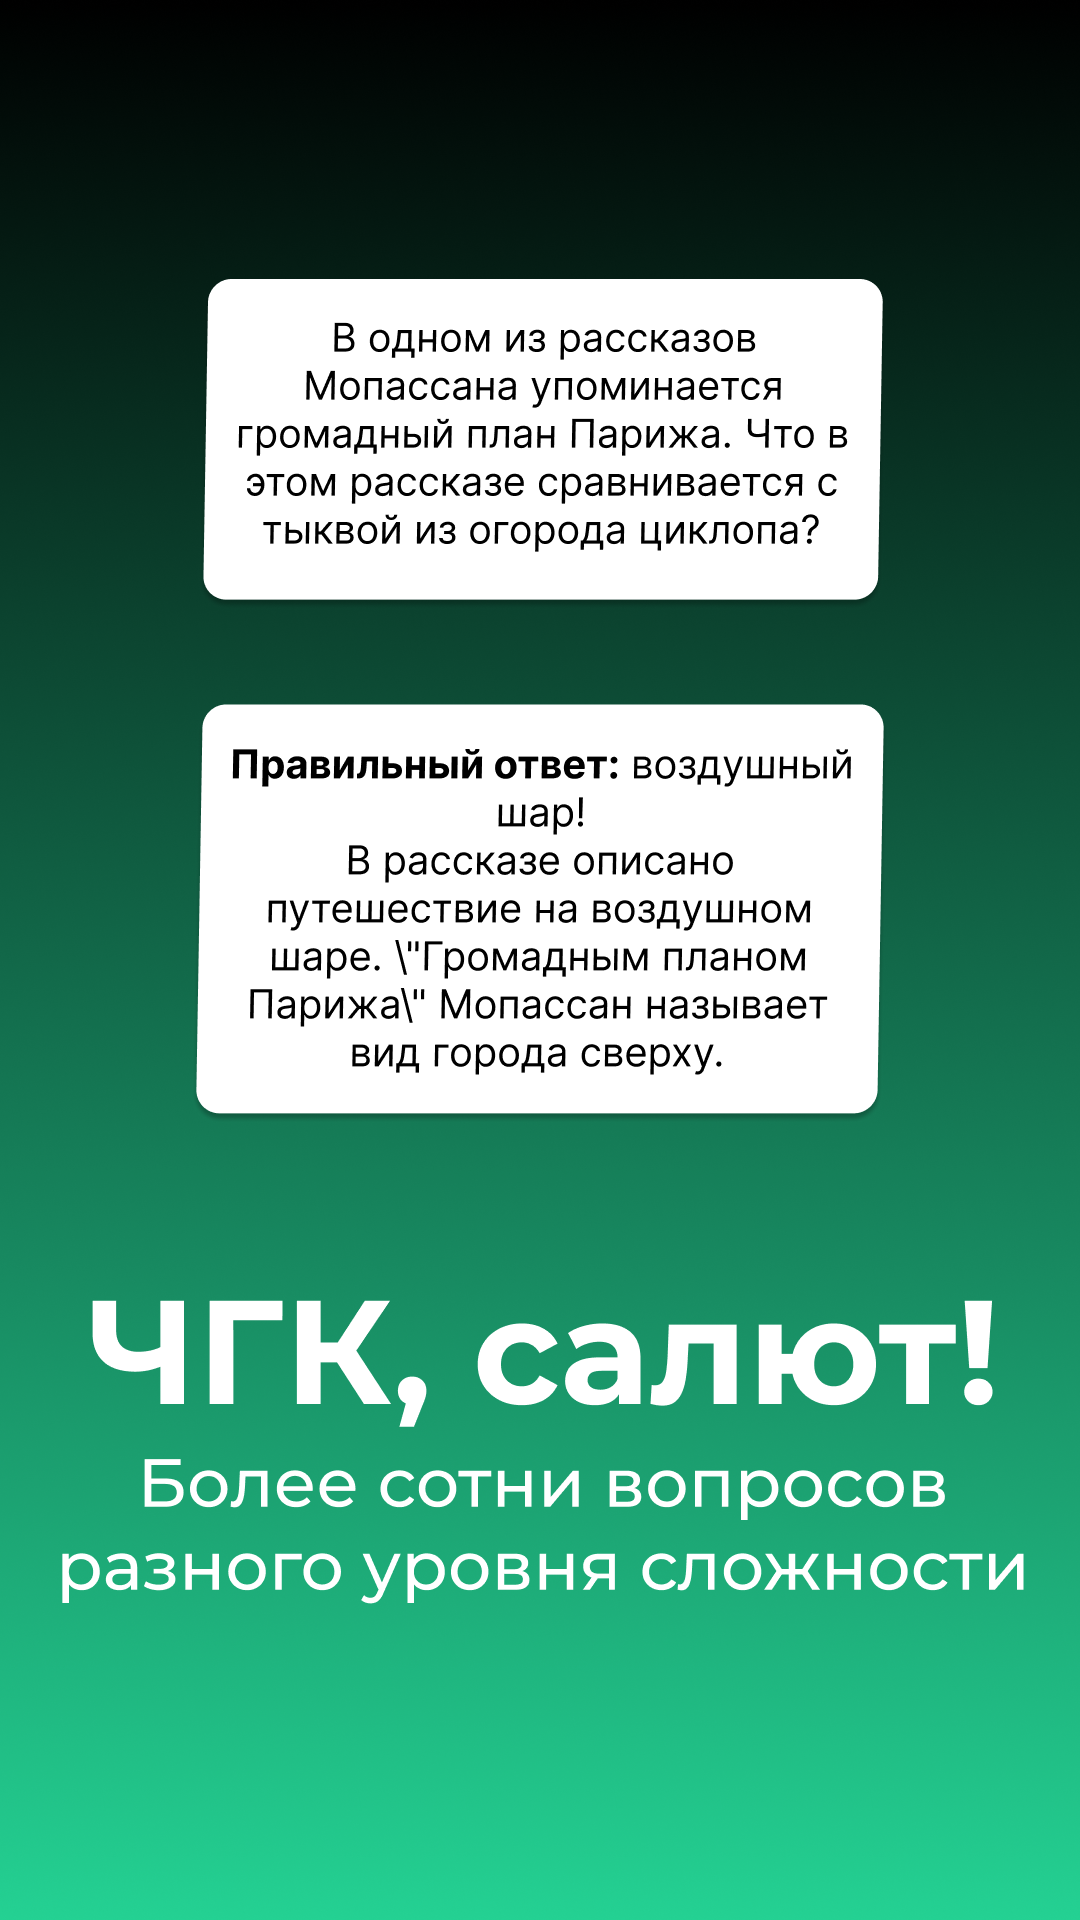 В одном из рассказов
Мопассана упоминается
громадный план Парижа. Что в
этом рассказе сравнивается с
тыквой из огорода циклопа?
Правильный ответ: воздушный
шар!
В рассказе описано
путешествие на воздушном
шаре. \"Громадным планом
Парижа\" Мопассан называет
вид города сверху.
ЧГК, салют!
Более сотни вопросов
разного уровня сложности